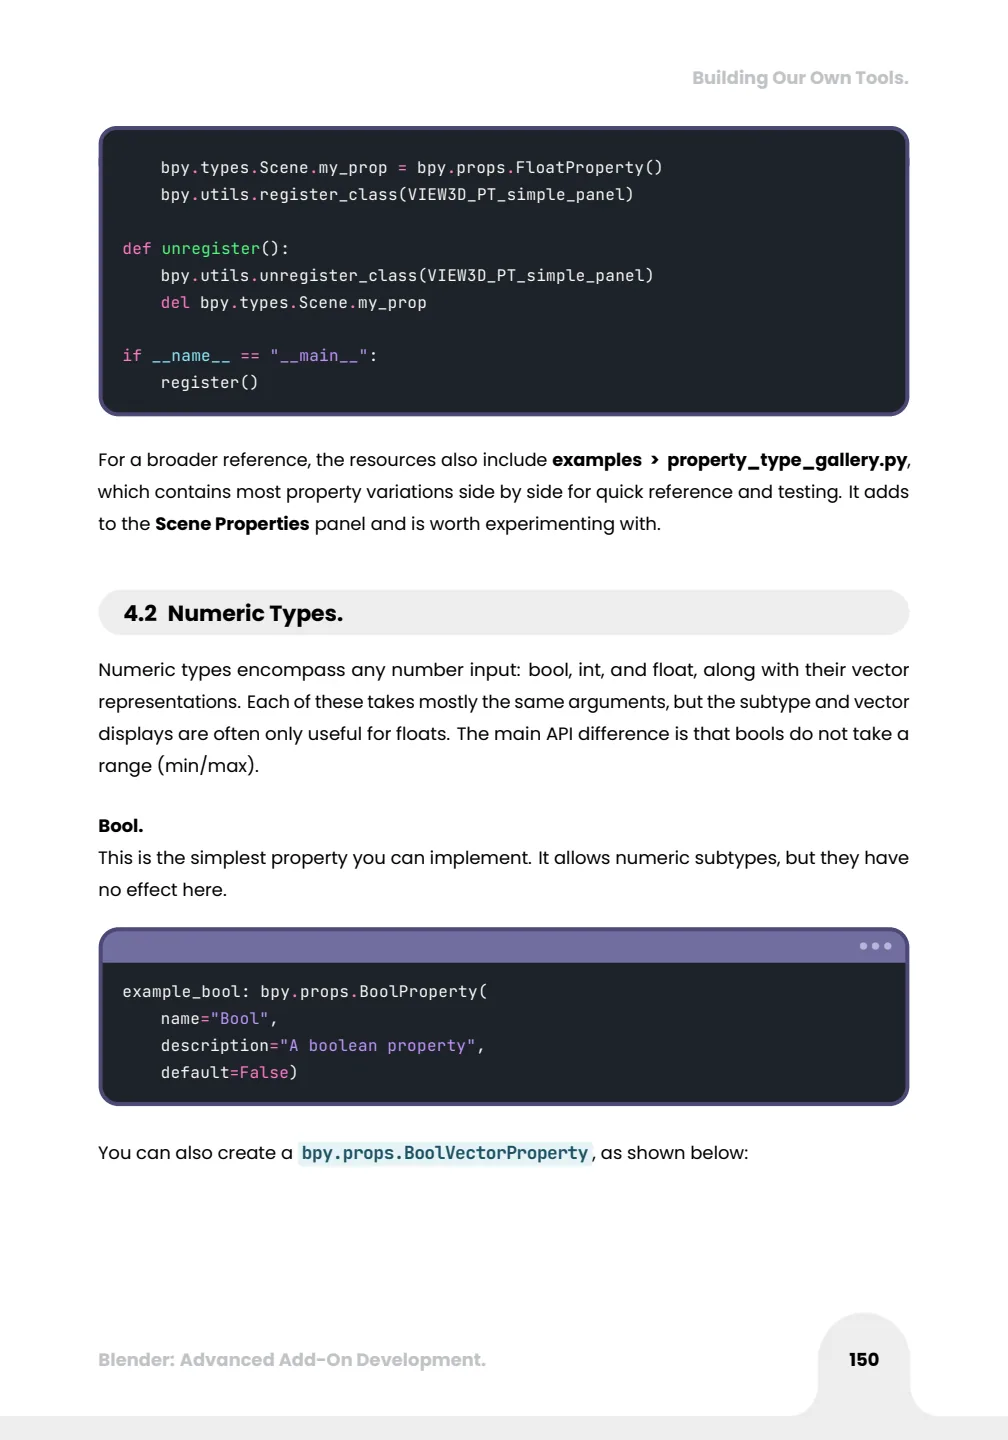 Building Our Own Tools.
bpy.types.Scene.my_prop = bpy.props.FloatProperty()
bpy.utils.register_class(VIEW3D_PT_simple_panel)
def unregister():
bpy.utils.unregister_class(VIEW3D_PT_simple_panel)
del bpy.types.Scene.my_prop
if __name__ == "__main__":
register()
For a broader reference, the resources also include examples > property_type_gallery.py,
which contains most property variations side by side for quick reference and testing. It adds
to the Scene Properties panel and is worth experimenting with.
4.2 Numeric Types.
Numeric types encompass any number input: bool, int, and float, along with their vector
representations. Each of these takes mostly the same arguments, but the subtype and vector
displays are often only useful for floats. The main API difference is that bools do not take a
range (min/max).
Bool.
This is the simplest property you can implement. It allows numeric subtypes, but they have
no effect here.
example_bool: bpy.props.BoolProperty(
name="Bool",
description="A boolean property",
default=False)
You can also create a bpy.props.BoolVectorProperty, as shown below:
Blender: Advanced Add-On Development.
150